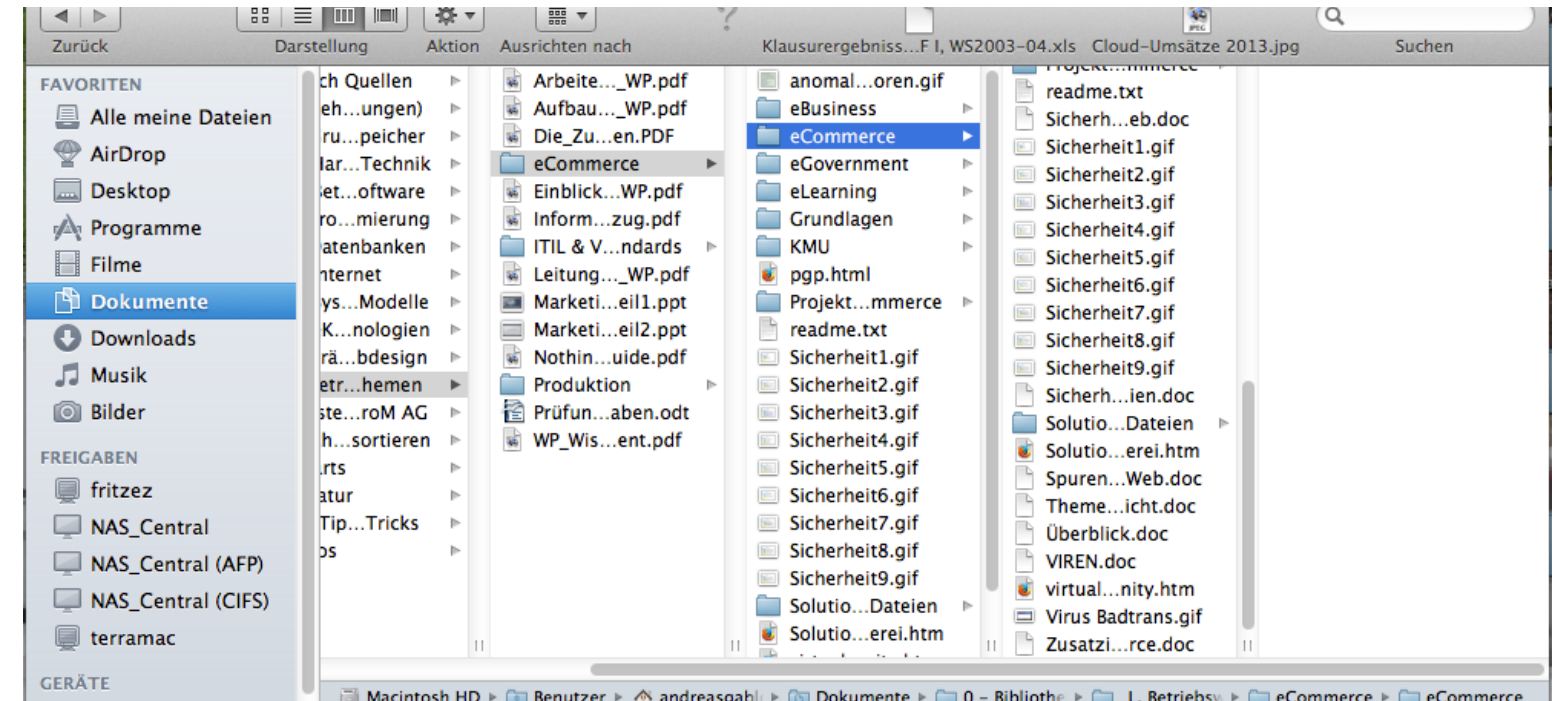 Zurück Darstellung Aktion Ausrichten nach Klausurergebniss...F I, WS2003-04.xls Cloud-Umsätze 2013.jpg Suchen
FAVORITEN
Alle meine Dateien
AirDrop
Desktop
Programme
Filme
Dokumente
Downloads
Musik
Bilder
FREIGABEN
fritzez
NAS_Central
NAS_Central (AFP)
NAS_Central (CIFS)
terramac
GERÄTE
ch Quellen
eh...ungen)
ru...peicher
lar...Technik
et...oftware
ro...mierung
atenbanken
nternet
ys...Modelle
K...nologien
rä...bdesign
etr...hemen
ste...roM AG
h...sortieren
rts
atur
Tip...Tricks
os
Arbeite..._WP.pdf
Aufbau..._WP.pdf
Die_Zu...en.PDF
eCommerce
Einblick...WP.pdf
Inform...zug.pdf
ITIL & V...ndards
Leitung..._WP.pdf
Marketi...eil1.ppt
Marketi...eil2.ppt
Nothin...uide.pdf
Produktion
Prüfun...aben.odt
WP_Wis...ent.pdf
anomal...oren.gif
eBusiness
eCommerce
eGovernment
eLearning
Grundlagen
KMU
pgp.html
Projekt...mmerce
readme.txt
Sicherheit1.gif
Sicherheit2.gif
Sicherheit3.gif
Sicherheit4.gif
Sicherheit5.gif
Sicherheit6.gif
Sicherheit7.gif
Sicherheit8.gif
Sicherheit9.gif
Solutio...Dateien
Solutio...erei.htm
Projekt...mmerce
readme.txt
Sicherh...eb.doc
Sicherheit1.gif
Sicherheit2.gif
Sicherheit3.gif
Sicherheit4.gif
Sicherheit5.gif
Sicherheit6.gif
Sicherheit7.gif
Sicherheit8.gif
Sicherheit9.gif
Sicherh...ien.doc
Solutio...Dateien
Solutio...erei.htm
Spuren...Web.doc
Theme...icht.doc
Überblick.doc
VIREN.doc
virtual...nity.htm
Virus Badtrans.gif
Zusatzi...rce.doc
Macintosh HD Benutzer andreasgabl Dokumente 0 – Bibliothe L. Betriebsw eCommerce eCommerce